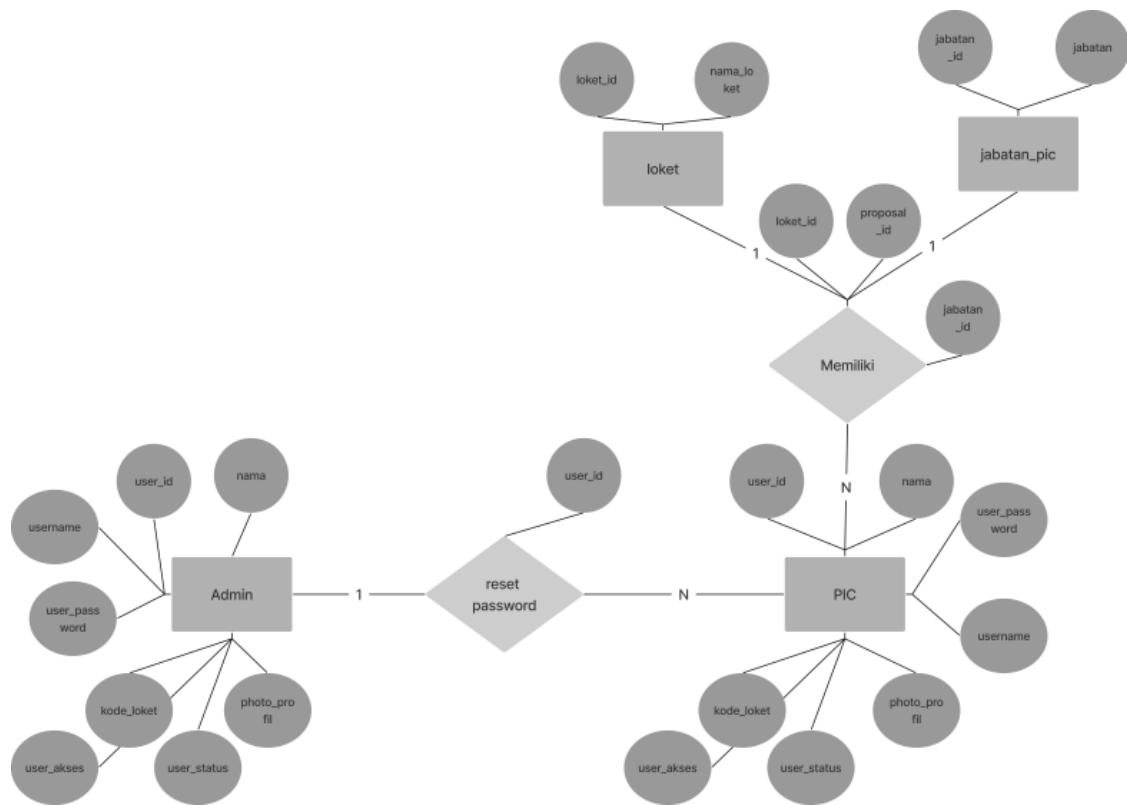 jabatan
_id
jabatan
loket_id
nama_lo
ket
loket
jabatan_pic
loket_id
proposal
_id
1
1
jabatan
_id
Memiliki
user_id
nama
username
user_pass
word
user_id
N
user_id
nama
user_pass
word
username
Admin
1
reset
password
N
PIC
kode_loket
photo_pro
fil
user_akses
user_status
kode_loket
photo_pro
fil
user_akses
user_status